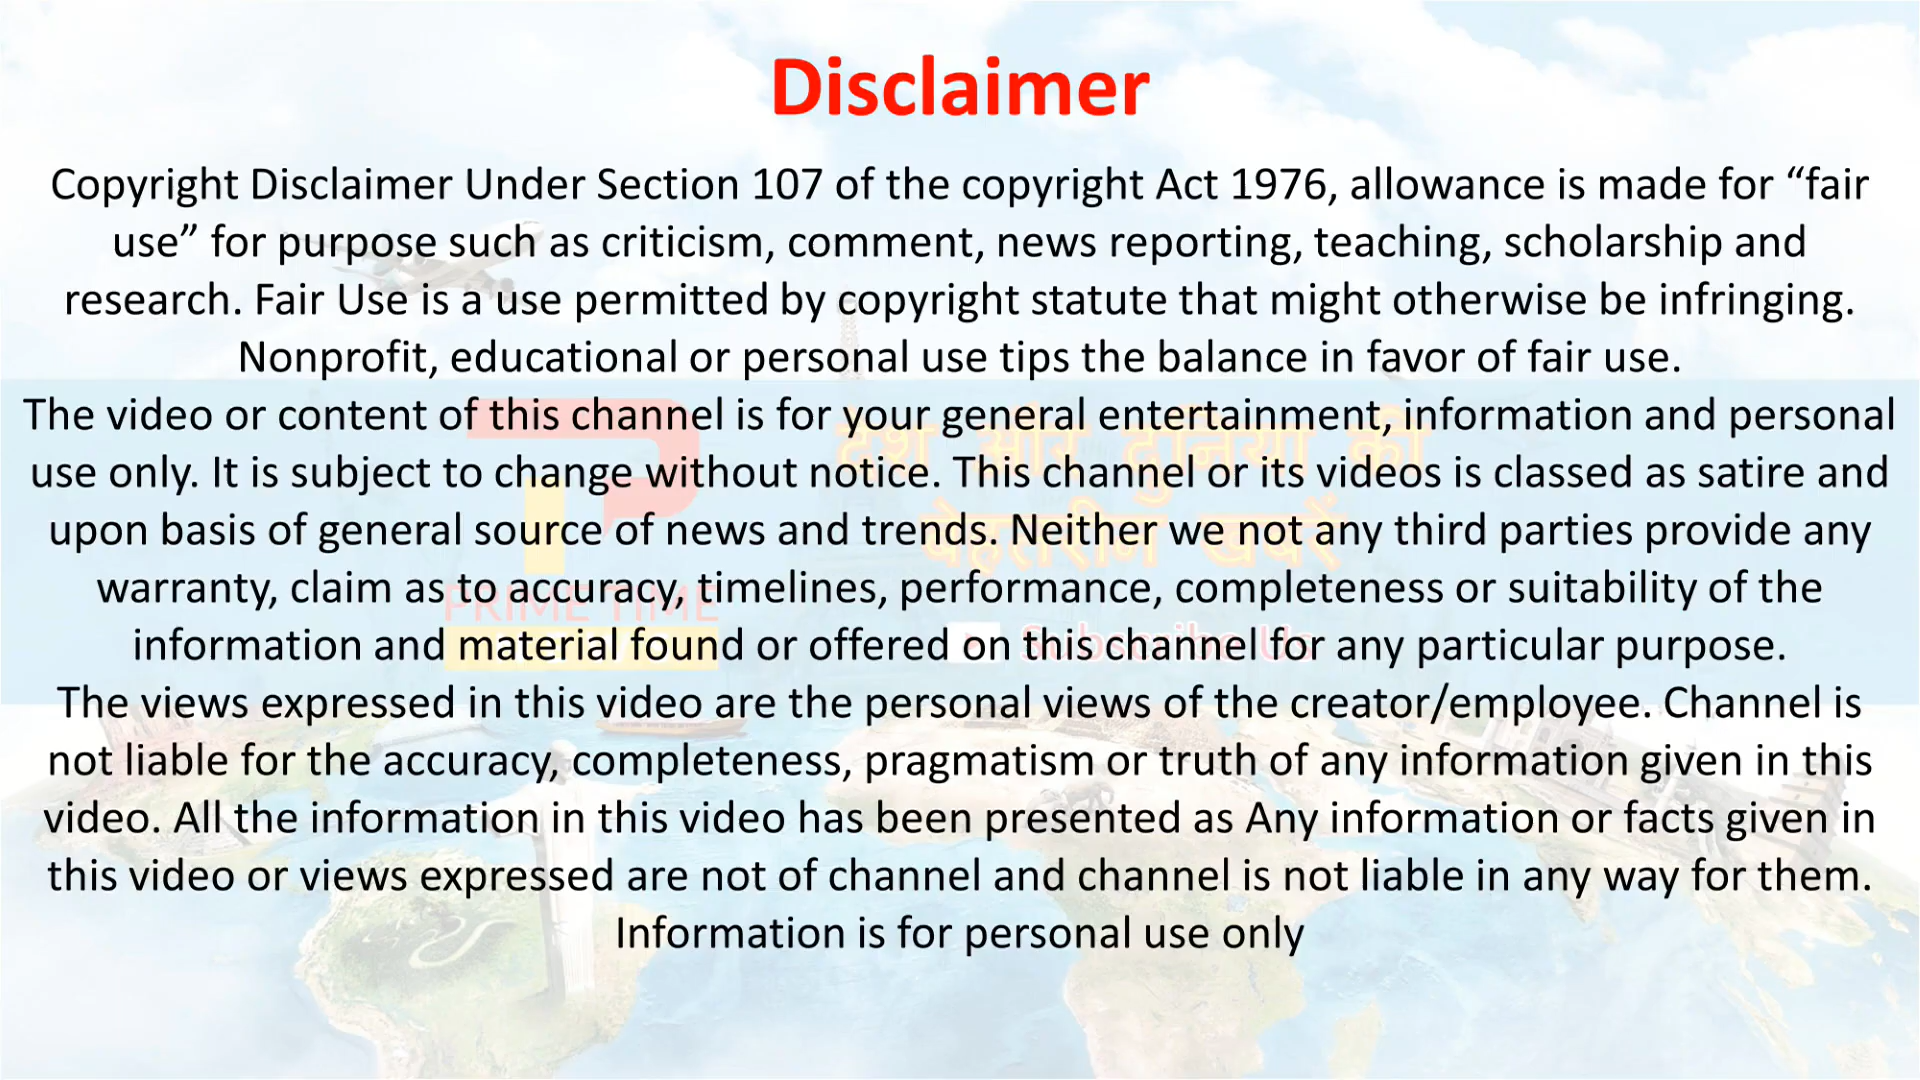 Disclaimer
Copyright Disclaimer Under Section 107 of the copyright Act 1976, allowance is made for “fair
use” for purpose such as criticism, comment, news reporting, teaching, scholarship and
research. Fair Use is a use permitted by copyright statute that might otherwise be infringing.
Nonprofit, educational or personal use tips the balance in favor of fair use.
The video or content of this channel is for your general entertainment, information and personal
use only. It is subject to change without notice. This channel or its videos is classed as satire and
upon basis of general source of news and trends. Neither we not any third parties provide any
warranty, claim as to accuracy, timelines, performance, completeness or suitability of the
information and material found or offered on this channel for any particular purpose.
The views expressed in this video are the personal views of the creator/employee. Channel is
not liable for the accuracy, completeness, pragmatism or truth of any information given in this
video. All the information in this video has been presented as Any information or facts given in
this video or views expressed are not of channel and channel is not liable in any way for them.
Information is for personal use only
देश और दुनिया की
बेहतरीन खबरें
PRIME TIME
Subscribe Us